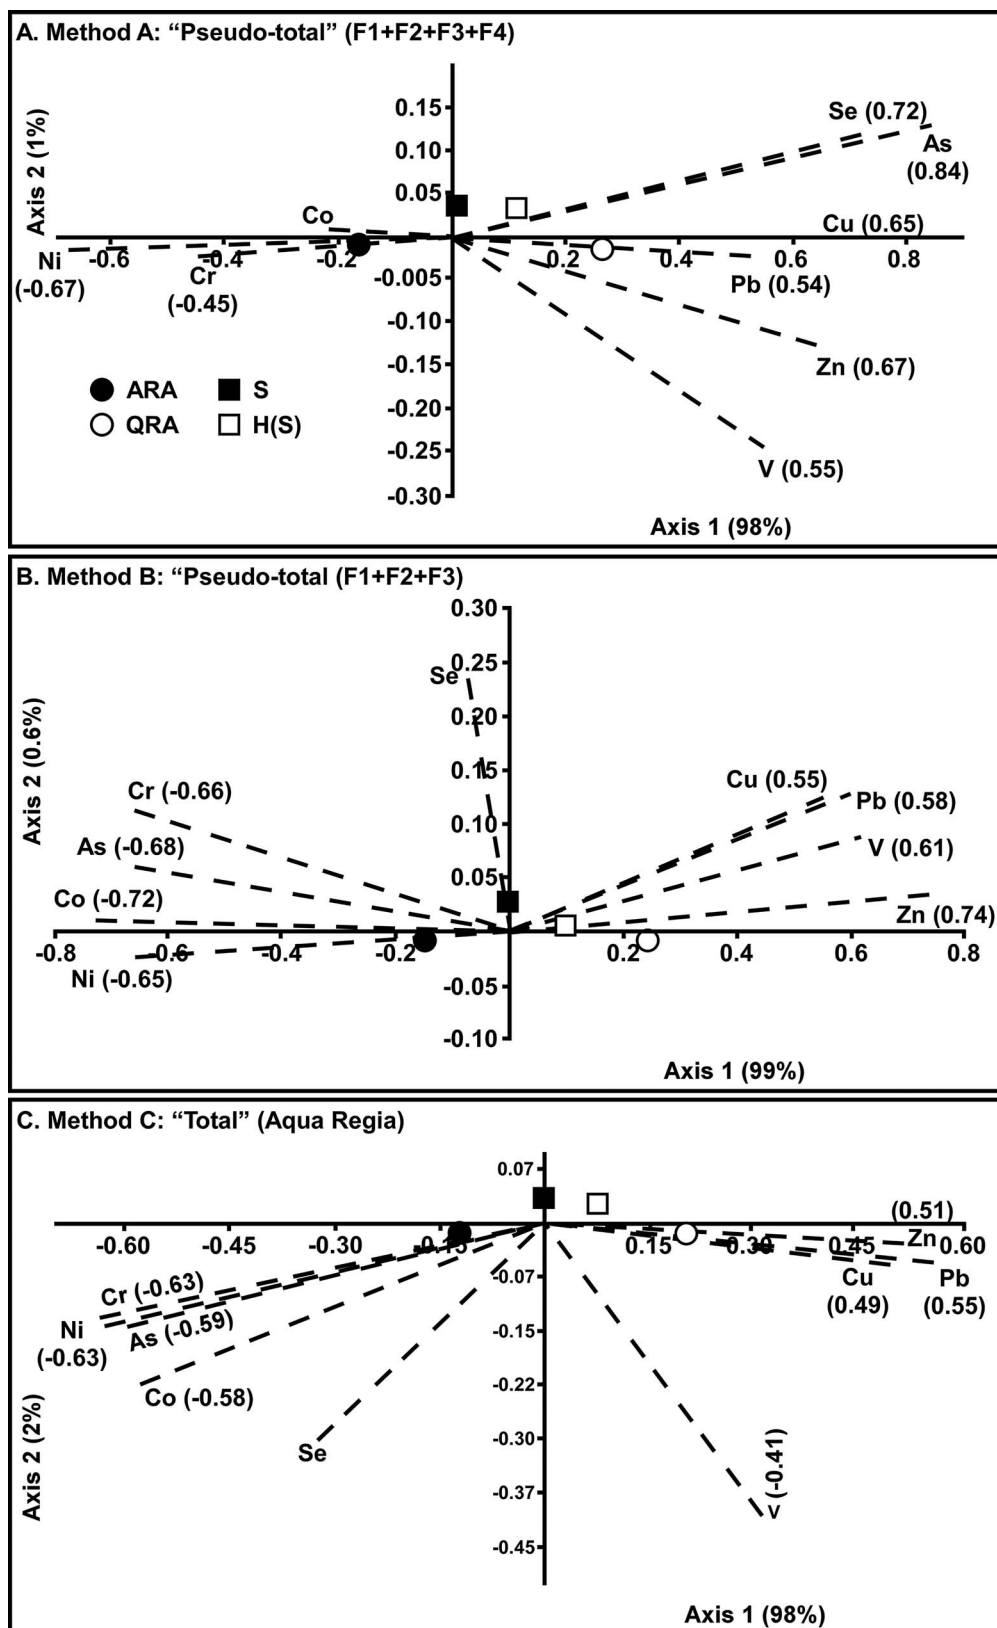 A. Method A: “Pseudo-total” (F1+F2+F3+F4)
Axis 2 (1%)
0.15
0.10
0.05
-0.005
-0.10
-0.15
-0.20
-0.25
-0.30
-0.6
-0.4
-0.2
0.2
0.4
0.6
0.8
Se (0.72)
As
(0.84)
Co
Cu (0.65)
Ni
(-0.67)
Cr
(-0.45)
Pb (0.54)
Zn (0.67)
V (0.55)
ARA
S
QRA
H(S)
Axis 1 (98%)
B. Method B: “Pseudo-total (F1+F2+F3)
Axis 2 (0.6%)
0.30
0.25
0.20
0.15
0.10
0.05
-0.05
-0.10
Se
Cr (-0.66)
Cu (0.55)
Pb (0.58)
As (-0.68)
V (0.61)
Co (-0.72)
Zn (0.74)
-0.8
-0.6
-0.4
-0.2
0.2
0.4
0.6
0.8
Ni (-0.65)
Axis 1 (99%)
C. Method C: “Total” (Aqua Regia)
0.07
-0.07
-0.15
-0.22
-0.30
-0.37
-0.45
(0.51)
Zn
-0.60
-0.45
-0.30
-0.15
0.15
0.30
0.45
0.60
Cr (-0.63)
Cu
(0.49)
Pb
(0.55)
Ni
(-0.63)
As (-0.59)
Co (-0.58)
Se
V (-0.41)
Axis 2 (2%)
Axis 1 (98%)